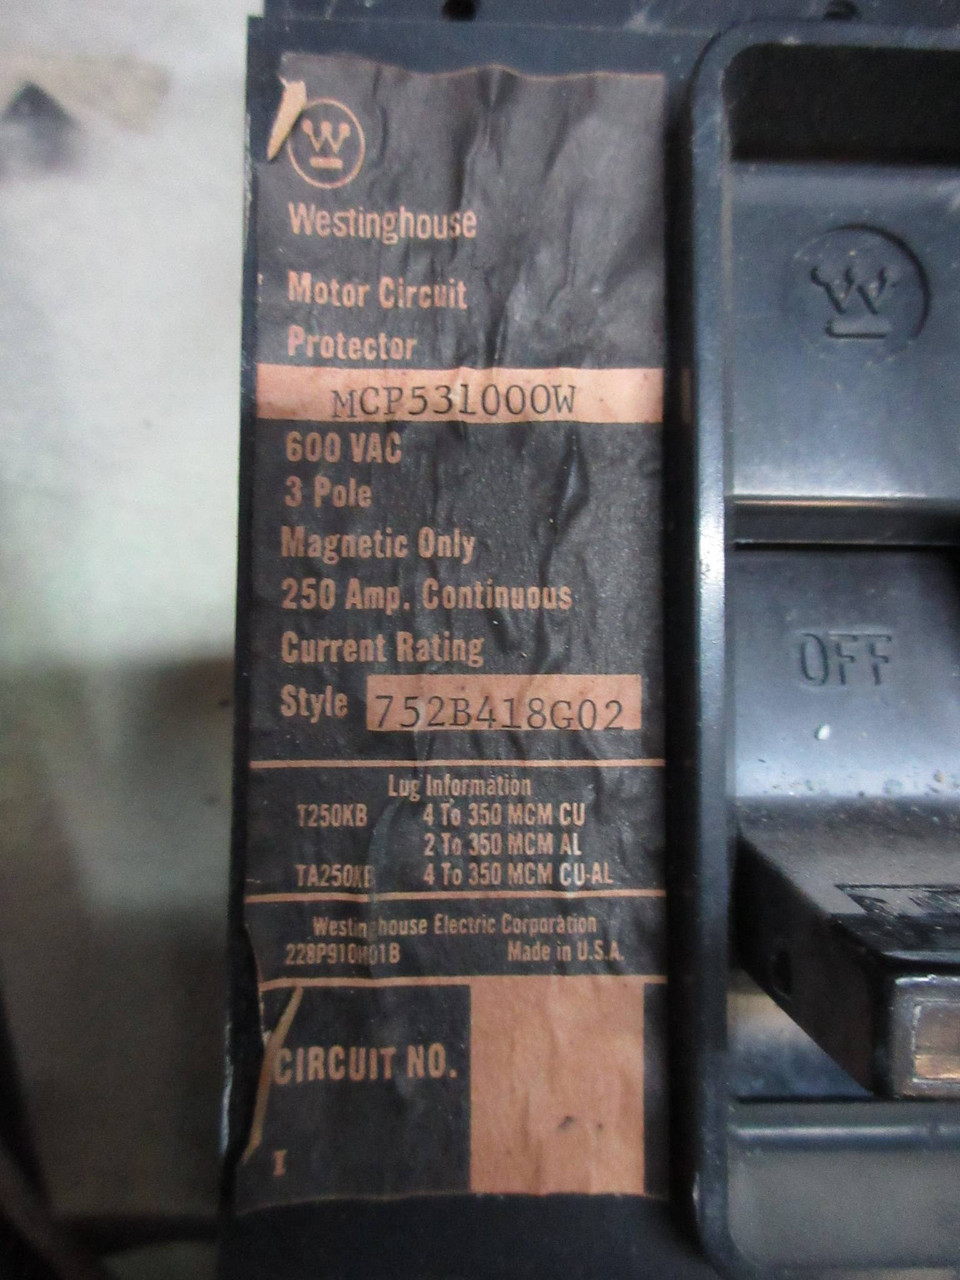 W
Westinghouse
Motor Circuit
Protector
MCP531000W
600 VAC
3 Pole
Magnetic Only
250 Amp. Continuous
Current Rating
Style 752B418G02
Lug Information
T250KB 4 To 350 MCM CU
2 To 350 MCM AL
TA250KB 4 To 350 MCM CU-AL
Westinghouse Electric Corporation
228P910H01B Made in U.S.A.
CIRCUIT NO.
I
W
OFF